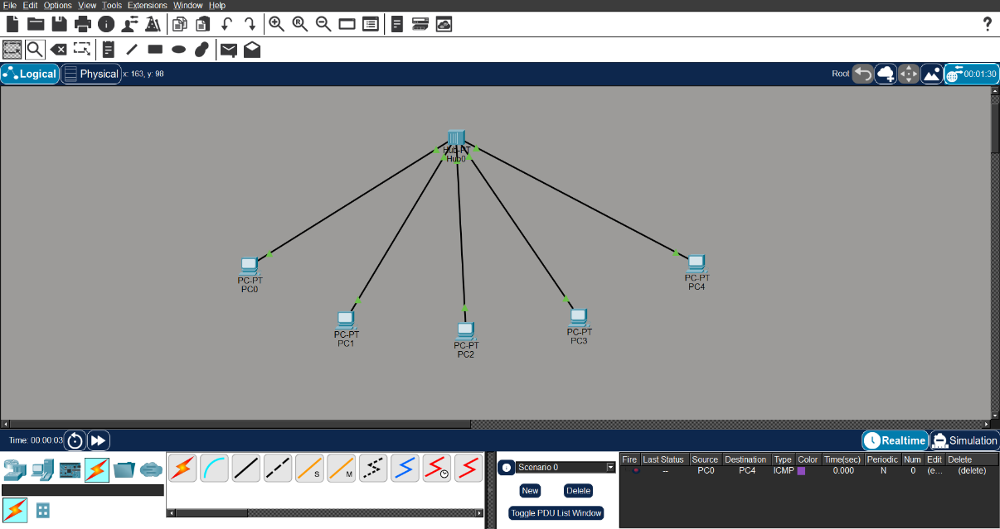 File Edit Options View Tools Extensions Window Help
Logical Physical x: 163, y: 98 Root 00:01:30
Hub-PT
Hub0
PC-PT
PC0
PC-PT
PC1
PC-PT
PC2
PC-PT
PC3
PC-PT
PC4
Time: 00:00:03 Realtime Simulation
S M
Scenario 0
New Delete
Toggle PDU List Window
Fire Last Status Source Destination Type Color Time(sec) Periodic Num Edit Delete
-- PC0 PC4 ICMP 0.000 N 0 (e... (delete)